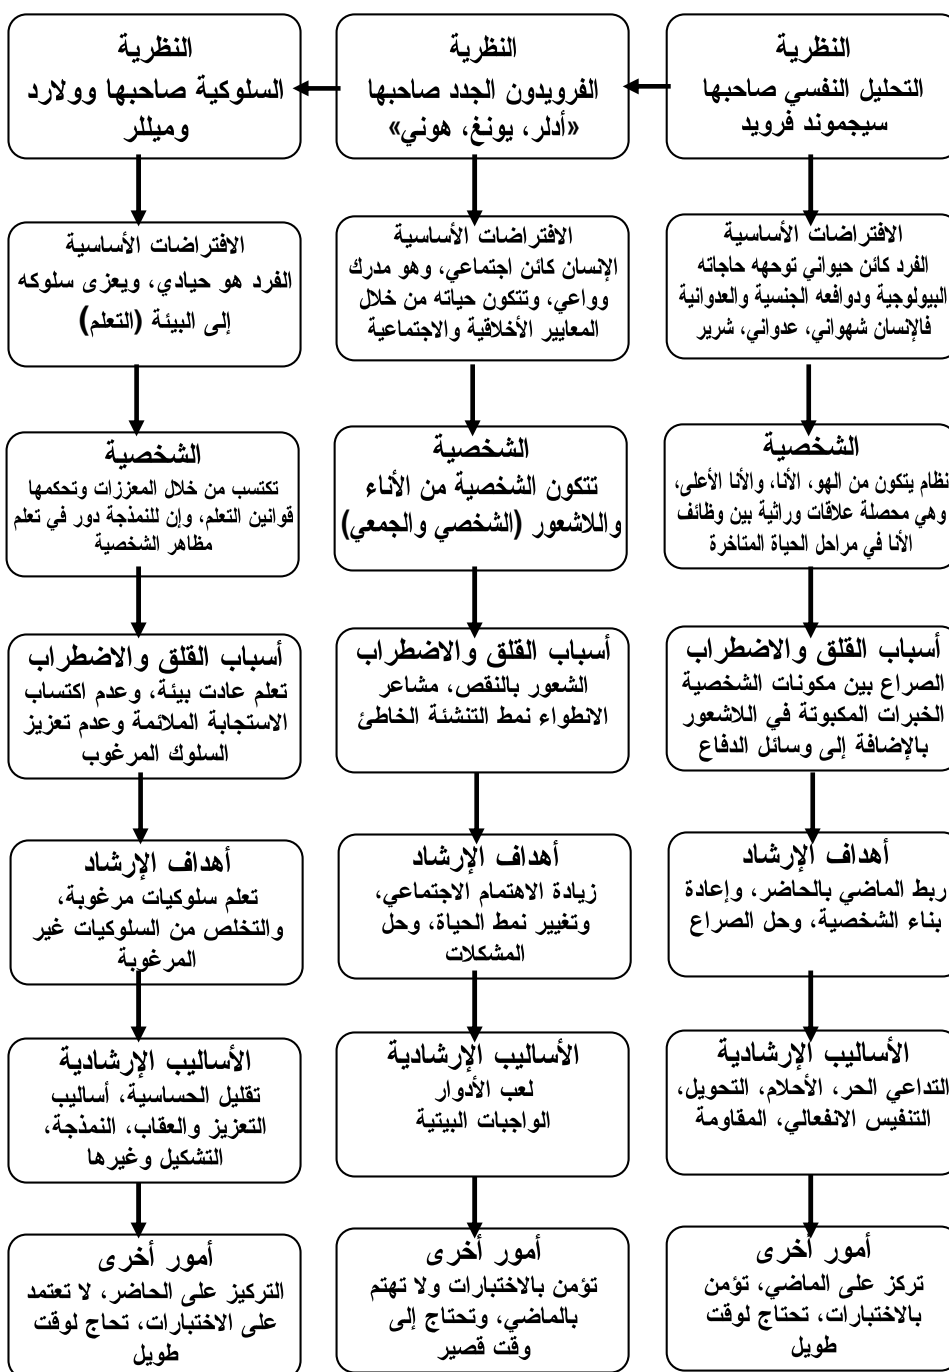 النظرية
التحليل النفسي صاحبها
سيجموند فرويد
النظرية
الفرويدون الجدد صاحبها
«أدلر، يونغ، هوني»
النظرية
السلوكية صاحبها وولارد
وميللر
الافتراضات الأساسية
الفرد كائن حيواني توحهه حاجاته
البيولوجية ودوافعه الجنسية والعدوانية
فالإنسان شهواني، عدواني، شرير
الافتراضات الأساسية
الإنسان كائن اجتماعي، وهو مدرك
وواعي، وتتكون حياته من خلال
المعايير الأخلاقية والاجتماعية
الافتراضات الأساسية
الفرد هو حيادي، ويعزى سلوكه
إلى البيئة (التعلم)
الشخصية
نظام يتكون من الهو، الأنا، والأنا الأعلى،
وهي محصلة علاقات وراثية بين وظائف
الأنا في مراحل الحياة المتاخرة
الشخصية
تتكون الشخصية من الأناء
واللاشعور (الشخصي والجمعي)
الشخصية
تكتسب من خلال المعززات وتحكمها
قوانين التعلم، وإن للنمذجة دور في تعلم
مظاهر الشخصية
أسباب القلق والاضطراب
الصراع بين مكونات الشخصية
الخبرات المكبوتة في اللاشعور
بالإضافة إلى وسائل الدفاع
أسباب القلق والاضطراب
الشعور بالنقص، مشاعر
الانطواء نمط التنشئة الخاطئ
أسباب القلق والاضطراب
تعلم عادت بيئة، وعدم اكتساب
الاستجابة الملائمة وعدم تعزيز
السلوك المرغوب
أهداف الإرشاد
ربط الماضي بالحاضر، وإعادة
بناء الشخصية، وحل الصراع
أهداف الإرشاد
زيادة الاهتمام الاجتماعي،
وتغيير نمط الحياة، وحل
المشكلات
أهداف الإرشاد
تعلم سلوكيات مرغوبة،
والتخلص من السلوكيات غير
المرغوبة
الأساليب الإرشادية
التداعي الحر، الأحلام، التحويل،
التنفيس الانفعالي، المقاومة
الأساليب الإرشادية
لعب الأدوار
الواجبات البيتية
الأساليب الإرشادية
تقليل الحساسية، أساليب
التعزيز والعقاب، النمذجة،
التشكيل وغيرها
أمور أخرى
تركز على الماضي، تؤمن
بالاختبارات، تحتاج لوقت
طويل
أمور أخرى
تؤمن بالاختبارات ولا تهتم
بالماضي، وتحتاج إلى
وقت قصير
أمور أخرى
التركيز على الحاضر، لا تعتمد
على الاختبارات، تحاج لوقت
طويل